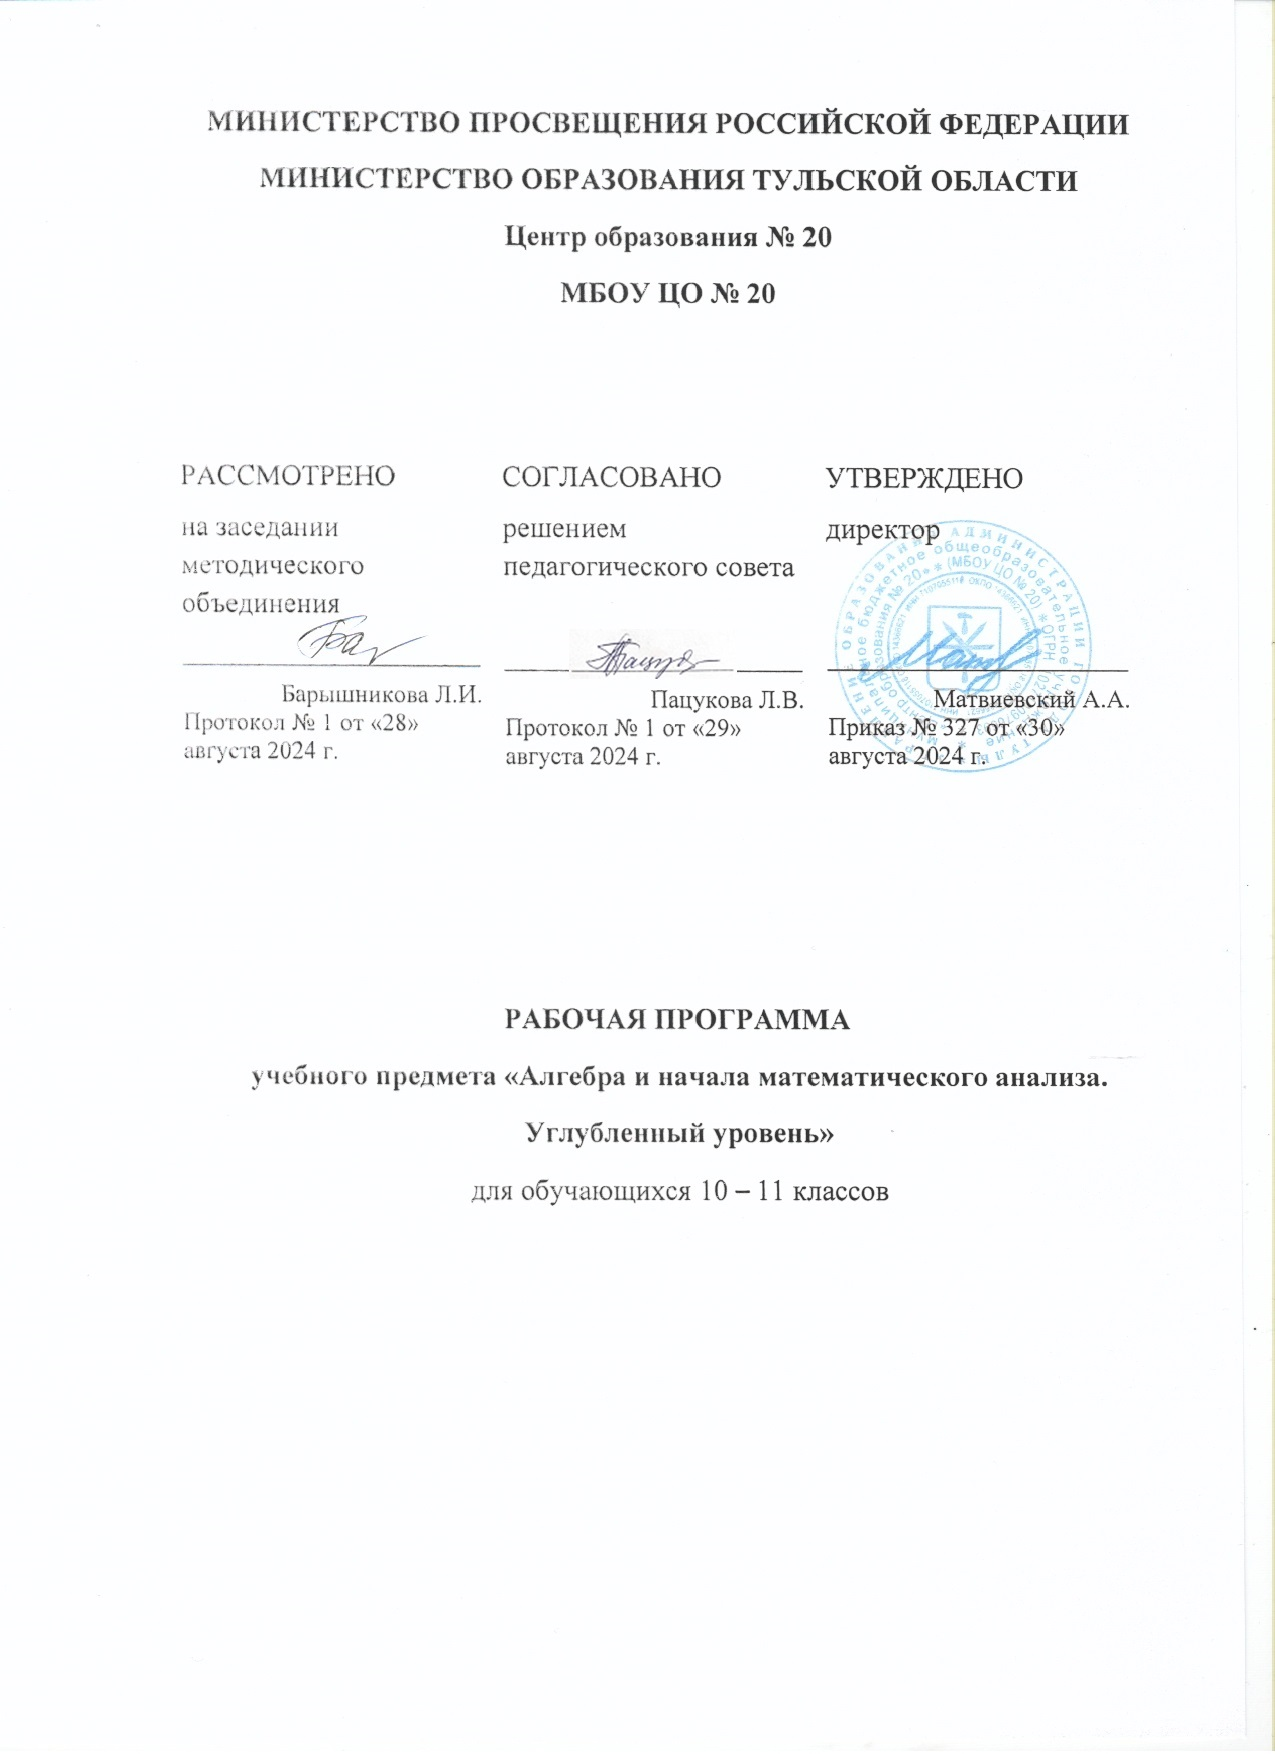 МИНИСТЕРСТВО ПРОСВЕЩЕНИЯ РОССИЙСКОЙ ФЕДЕРАЦИИ
МИНИСТЕРСТВО ОБРАЗОВАНИЯ ТУЛЬСКОЙ ОБЛАСТИ
Центр образования № 20
МБОУ ЦО № 20
РАССМОТРЕНО
на заседании
методического
объединения
Барышникова Л.И.
Протокол № 1 от «28»
августа 2024 г.
СОГЛАСОВАНО
решением
педагогического совета
Пацукова Л.В.
Протокол № 1 от «29»
августа 2024 г.
УТВЕРЖДЕНО
директор
Матвиевский А.А.
Приказ № 327 от «30»
августа 2024 г.
РАБОЧАЯ ПРОГРАММА
учебного предмета «Алгебра и начала математического анализа.
Углубленный уровень»
для обучающихся 10 – 11 классов